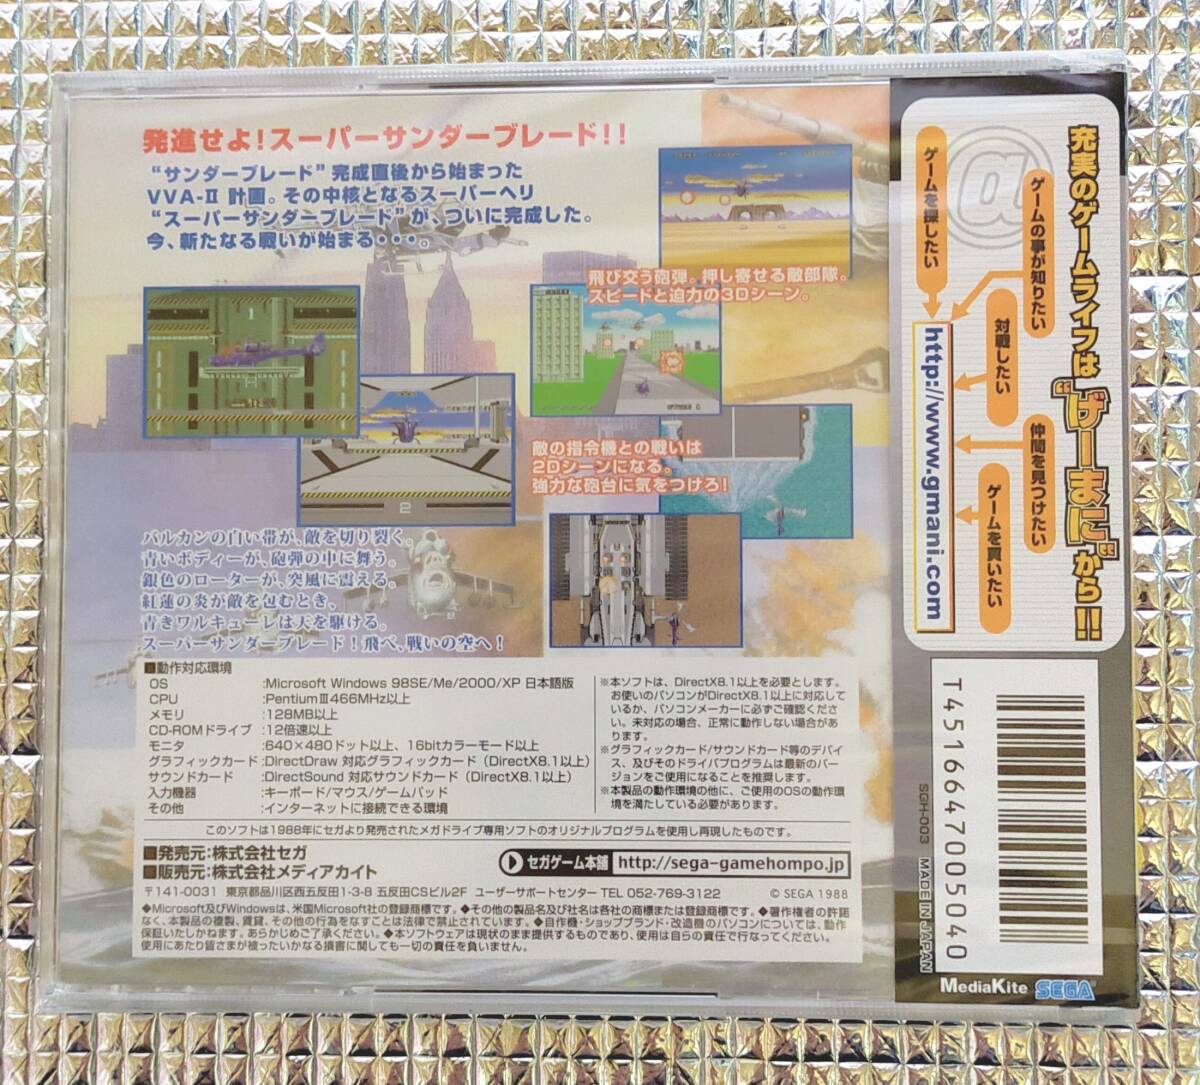 発進せよ!スーパーサンダーブレード!!
“サンダーブレード”完成直後から始まった
VVA-Ⅱ計画。その中核となるスーパーヘリ
“スーパーサンダーブレード”が、ついに完成した。
今、新たなる戦いが始まる・・・。
飛び交う砲弾。押し寄せる敵部隊。
スピードと迫力の3Dシーン。
敵の指令機との戦いは
2Dシーンになる。
強力な砲台に気をつけろ!
2
バルカンの白い帯が、敵を切り裂く。
青いボディーが、砲弾の中に舞う。
銀色のローターが、突風に震える。
紅蓮の炎が敵を包むとき、
青きワルキューレは天を駆ける。
スーパーサンダーブレード!飛べ、戦いの空へ!
■動作対応環境
OS :Microsoft Windows 98SE/Me/2000/XP 日本語版
CPU :PentiumⅢ466MHz以上
メモリ :128MB以上
CD-ROMドライブ :12倍速以上
モニタ :640×480ドット以上、16bitカラーモード以上
グラフィックカード:DirectDraw 対応グラフィックカード(DirectX8.1以上)
サウンドカード :DirectSound 対応サウンドカード(DirectX8.1以上)
入力機器 :キーボード/マウス/ゲームパッド
その他 :インターネットに接続できる環境
※本ソフトは、DirectX8.1以上を必要とします。
お使いのパソコンがDirectX8.1以上に対応して
いるか、パソコンメーカーに必ずご確認くださ
い。未対応の場合、正常に動作しない場合があ
ります。
※グラフィックカード/サウンドカード等のデバイ
ス、及びそのドライバプログラムは最新のバー
ジョンをご使用になることを推奨します。
※本製品の動作環境の他に、ご使用のOSの動作環
境を満たしている必要があります。
このソフトは1988年にセガより発売されたメガドライブ専用ソフトのオリジナルプログラムを使用し再現したものです。
■発売元:株式会社セガ
■販売元:株式会社メディアカイト
セガゲーム本舗 http://sega-gamehompo.jp
〒141-0031 東京都品川区西五反田1-3-8 五反田CSビル2F ユーザーサポートセンター TEL 052-769-3122
© SEGA 1988
◆Microsoft及びWindowsは、米国Microsoft社の登録商標です。◆その他の製品名及び社名は各社の商標または登録商標です。◆著作権者の許諾
なく、本製品の複製、賃貸、その他の行為をなすことは法律で禁止されています。◆自作機・ショップブランド・改造機のパソコンについては、動作
保証いたしかねます。あらかじめご了承ください。◆本ソフトウェアは現状のまま提供するものであり、使用は自らの責任で行なってください。
使用にあたり皆さまが被ったいかなる損害に関しても一切の責任を負いません。
充実のゲームライフは“げーまに”から!!
@
ゲームの事が知りたい
ゲームを探したい
対戦したい
仲間を見つけたい
ゲームを買いたい
http://www.gmani.com
T4516647005040
SGH-003 MADE IN JAPAN
MediaKite SEGA